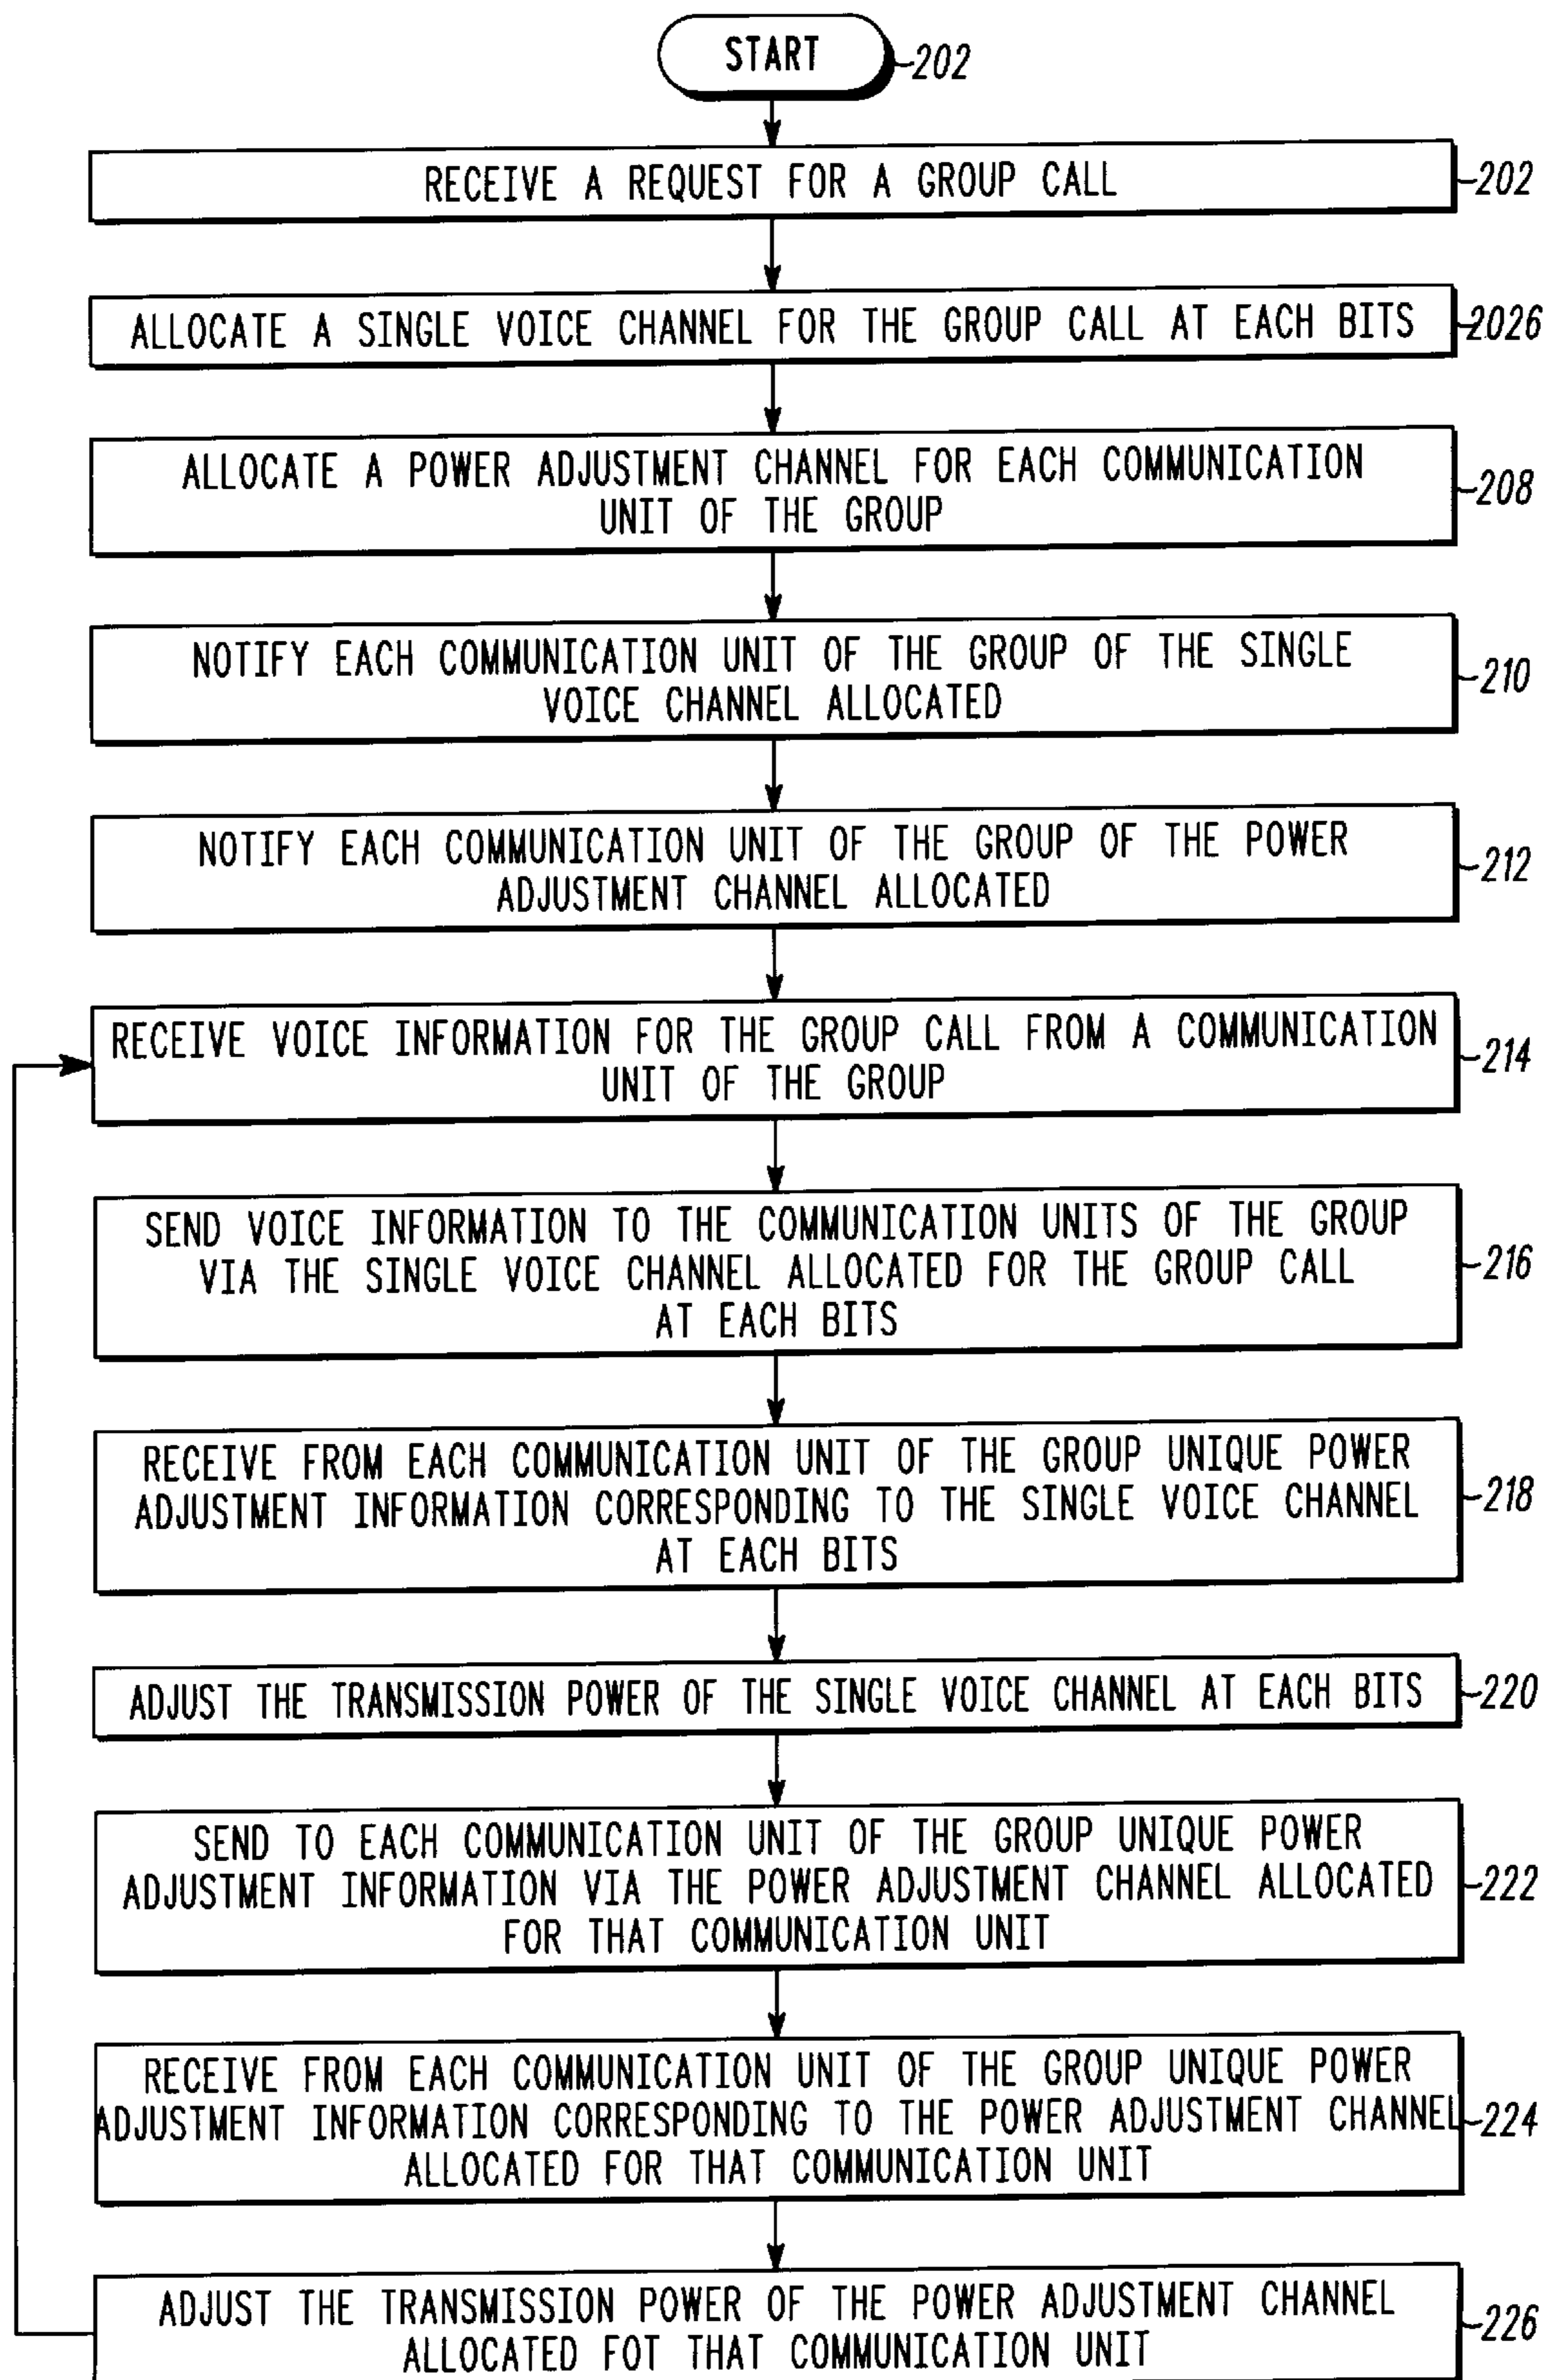 START 202
RECEIVE A REQUEST FOR A GROUP CALL 202
ALLOCATE A SINGLE VOICE CHANNEL FOR THE GROUP CALL AT EACH BITS 2026
ALLOCATE A POWER ADJUSTMENT CHANNEL FOR EACH COMMUNICATION
UNIT OF THE GROUP
208
NOTIFY EACH COMMUNICATION UNIT OF THE GROUP OF THE SINGLE
VOICE CHANNEL ALLOCATED
210
NOTIFY EACH COMMUNICATION UNIT OF THE GROUP OF THE POWER
ADJUSTMENT CHANNEL ALLOCATED
212
RECEIVE VOICE INFORMATION FOR THE GROUP CALL FROM A COMMUNICATION
UNIT OF THE GROUP
214
SEND VOICE INFORMATION TO THE COMMUNICATION UNITS OF THE GROUP
VIA THE SINGLE VOICE CHANNEL ALLOCATED FOR THE GROUP CALL
AT EACH BITS
216
RECEIVE FROM EACH COMMUNICATION UNIT OF THE GROUP UNIQUE POWER
ADJUSTMENT INFORMATION CORRESPONDING TO THE SINGLE VOICE CHANNEL
AT EACH BITS
218
ADJUST THE TRANSMISSION POWER OF THE SINGLE VOICE CHANNEL AT EACH BITS 220
SEND TO EACH COMMUNICATION UNIT OF THE GROUP UNIQUE POWER
ADJUSTMENT INFORMATION VIA THE POWER ADJUSTMENT CHANNEL ALLOCATED
FOR THAT COMMUNICATION UNIT
222
RECEIVE FROM EACH COMMUNICATION UNIT OF THE GROUP UNIQUE POWER
ADJUSTMENT INFORMATION CORRESPONDING TO THE POWER ADJUSTMENT CHANNEL
ALLOCATED FOR THAT COMMUNICATION UNIT
224
ADJUST THE TRANSMISSION POWER OF THE POWER ADJUSTMENT CHANNEL
ALLOCATED FOT THAT COMMUNICATION UNIT
226